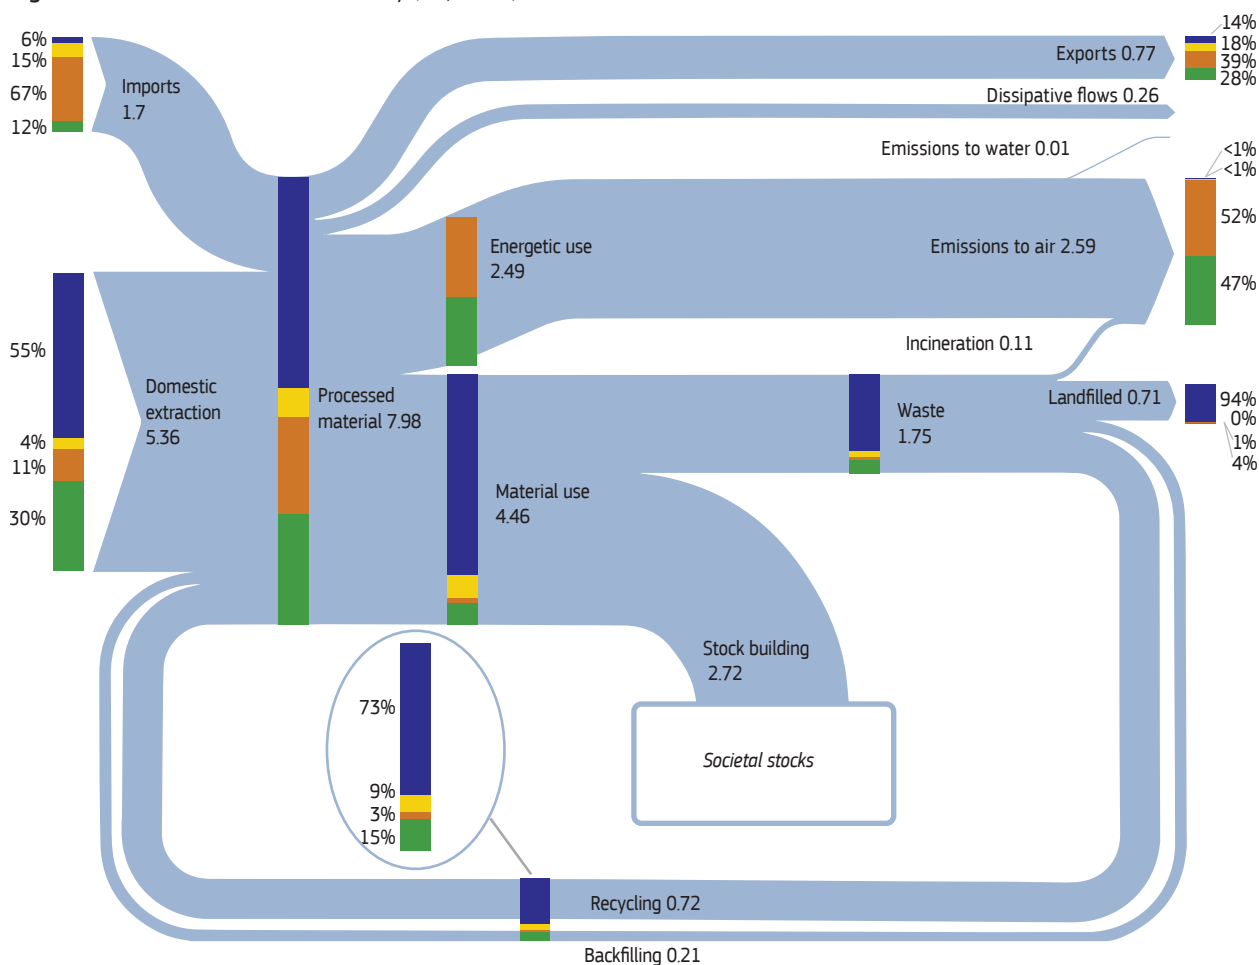 6%
15%
67%
12%
Imports
1.7
14%
18%
39%
28%
Exports 0.77
Dissipative flows 0.26
Emissions to water 0.01
<1%
<1%
52%
47%
Energetic use
2.49
Emissions to air 2.59
Incineration 0.11
55%
4%
11%
30%
Domestic
extraction
5.36
Processed
material 7.98
Material use
4.46
Waste
1.75
Landfilled 0.71
94%
0%
1%
4%
Stock building
2.72
Societal stocks
73%
9%
3%
15%
Recycling 0.72
Backfilling 0.21